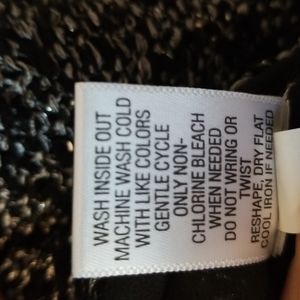 WASH INSIDE OUT
MACHINE WASH COLD
WITH LIKE COLORS
GENTLE CYCLE
ONLY NON-
CHLORINE BLEACH
WHEN NEEDED
DO NOT WRING OR
TWIST
RESHAPE, DRY FLAT
COOL IRON IF NEEDED